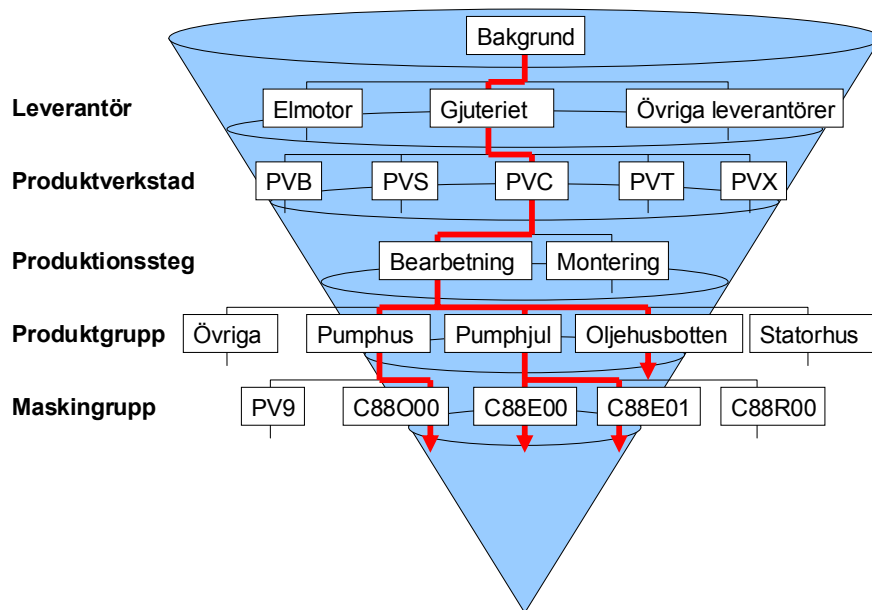 Bakgrund
Leverantör
Elmotor
Gjuteriet
Övriga leverantörer
Produktverkstad
PVB
PVS
PVC
PVT
PVX
Produktionssteg
Bearbetning
Montering
Produktgrupp
Övriga
Pumphus
Pumphjul
Oljehusbotten
Statorhus
Maskingrupp
PV9
C88O00
C88E00
C88E01
C88R00